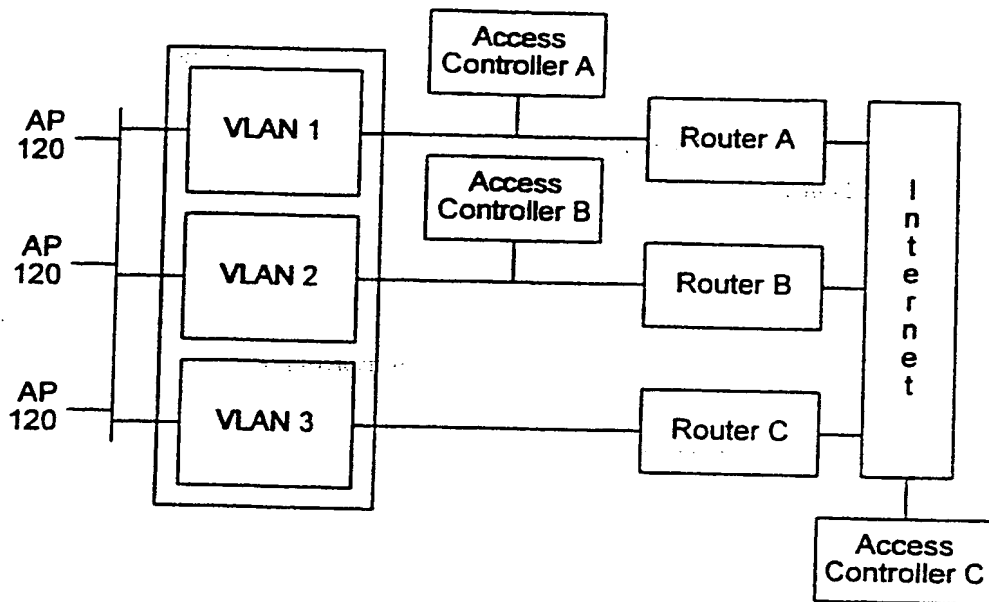 Access
Controller A
AP
120
VLAN 1
Router A
Access
Controller B
AP
120
VLAN 2
Router B
Internet
AP
120
VLAN 3
Router C
Access
Controller C